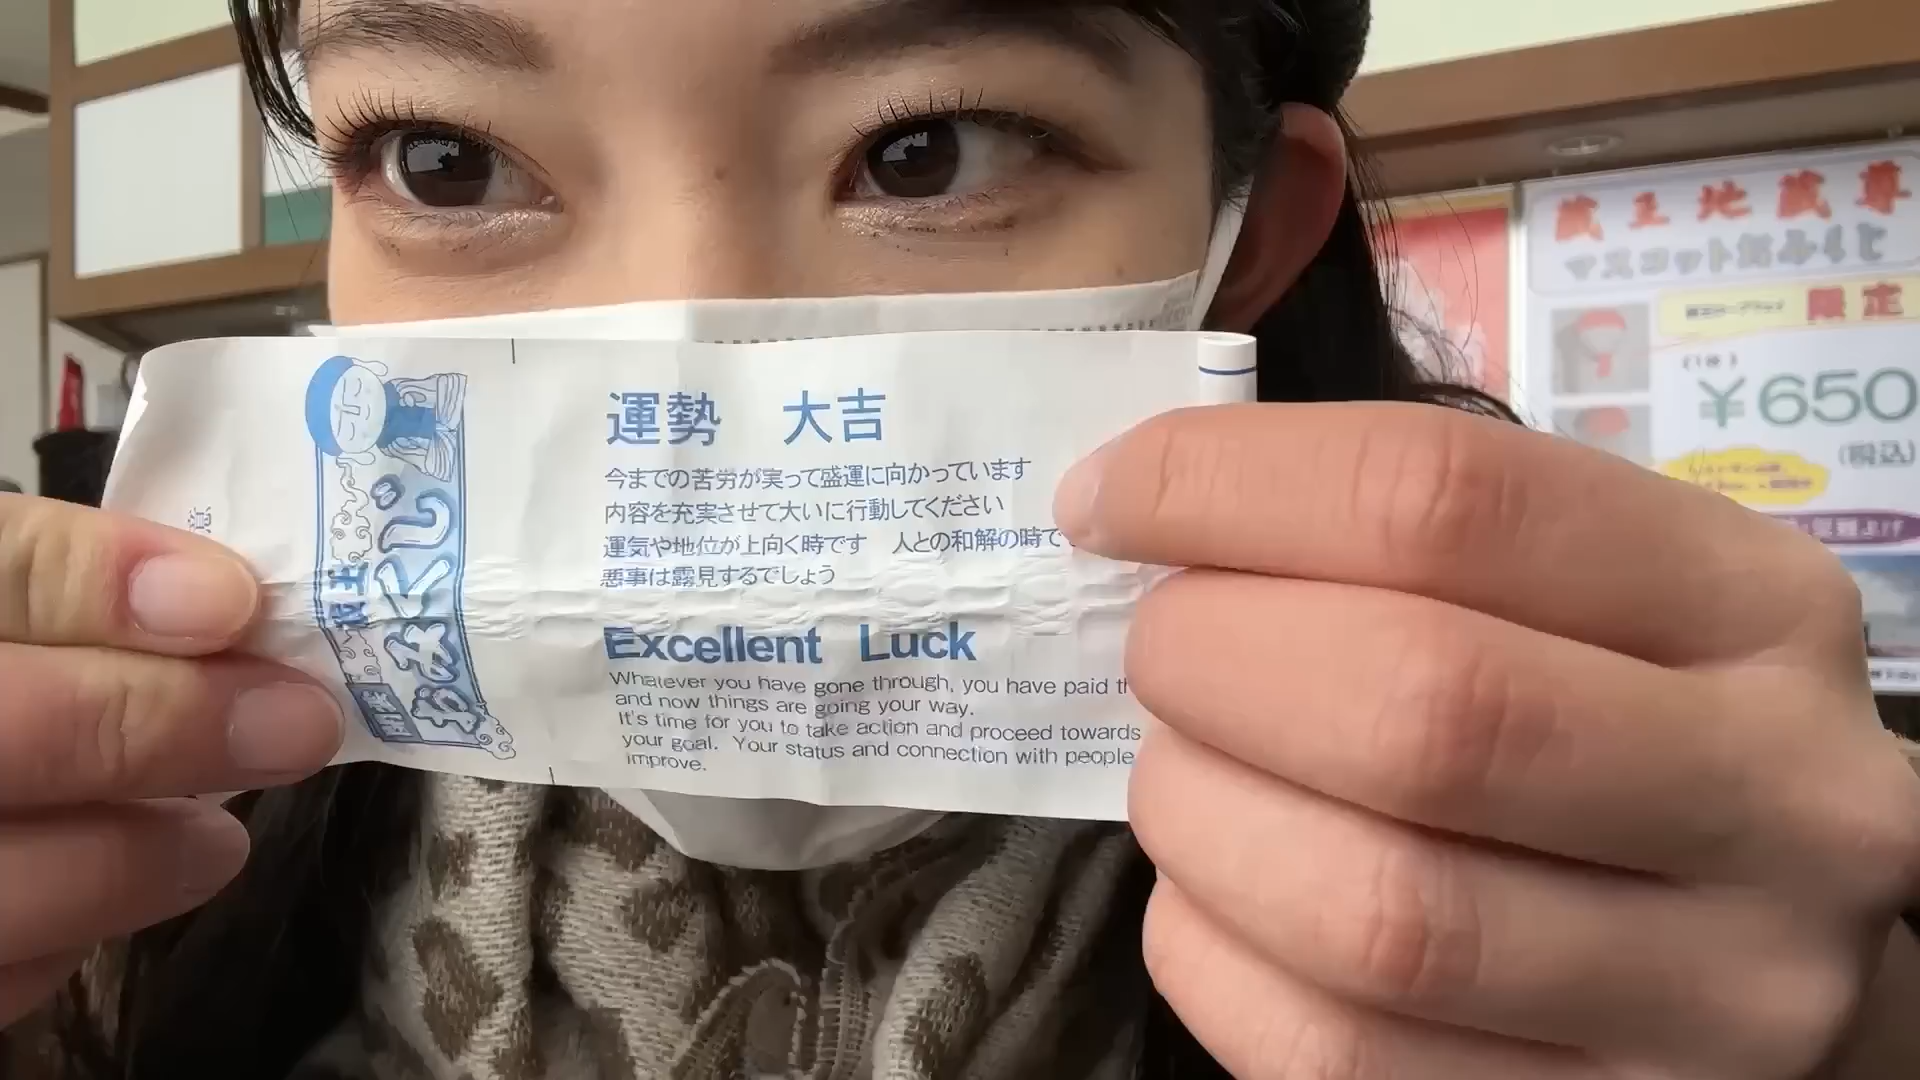 運勢 大吉
今までの苦労が実って盛運に向かっています
内容を充実させて大いに行動してください
運気や地位が上向く時です 人との和解の時で
悪事は露見するでしょう
Excellent Luck
Whatever you have gone through, you have paid th
and now things are going your way.
It's time for you to take action and proceed towards
your goal. Your status and connection with people
improve.
蔵王
おみくじ
蔵王地蔵尊
マスコットおみくじ
限定
¥650
(税込)